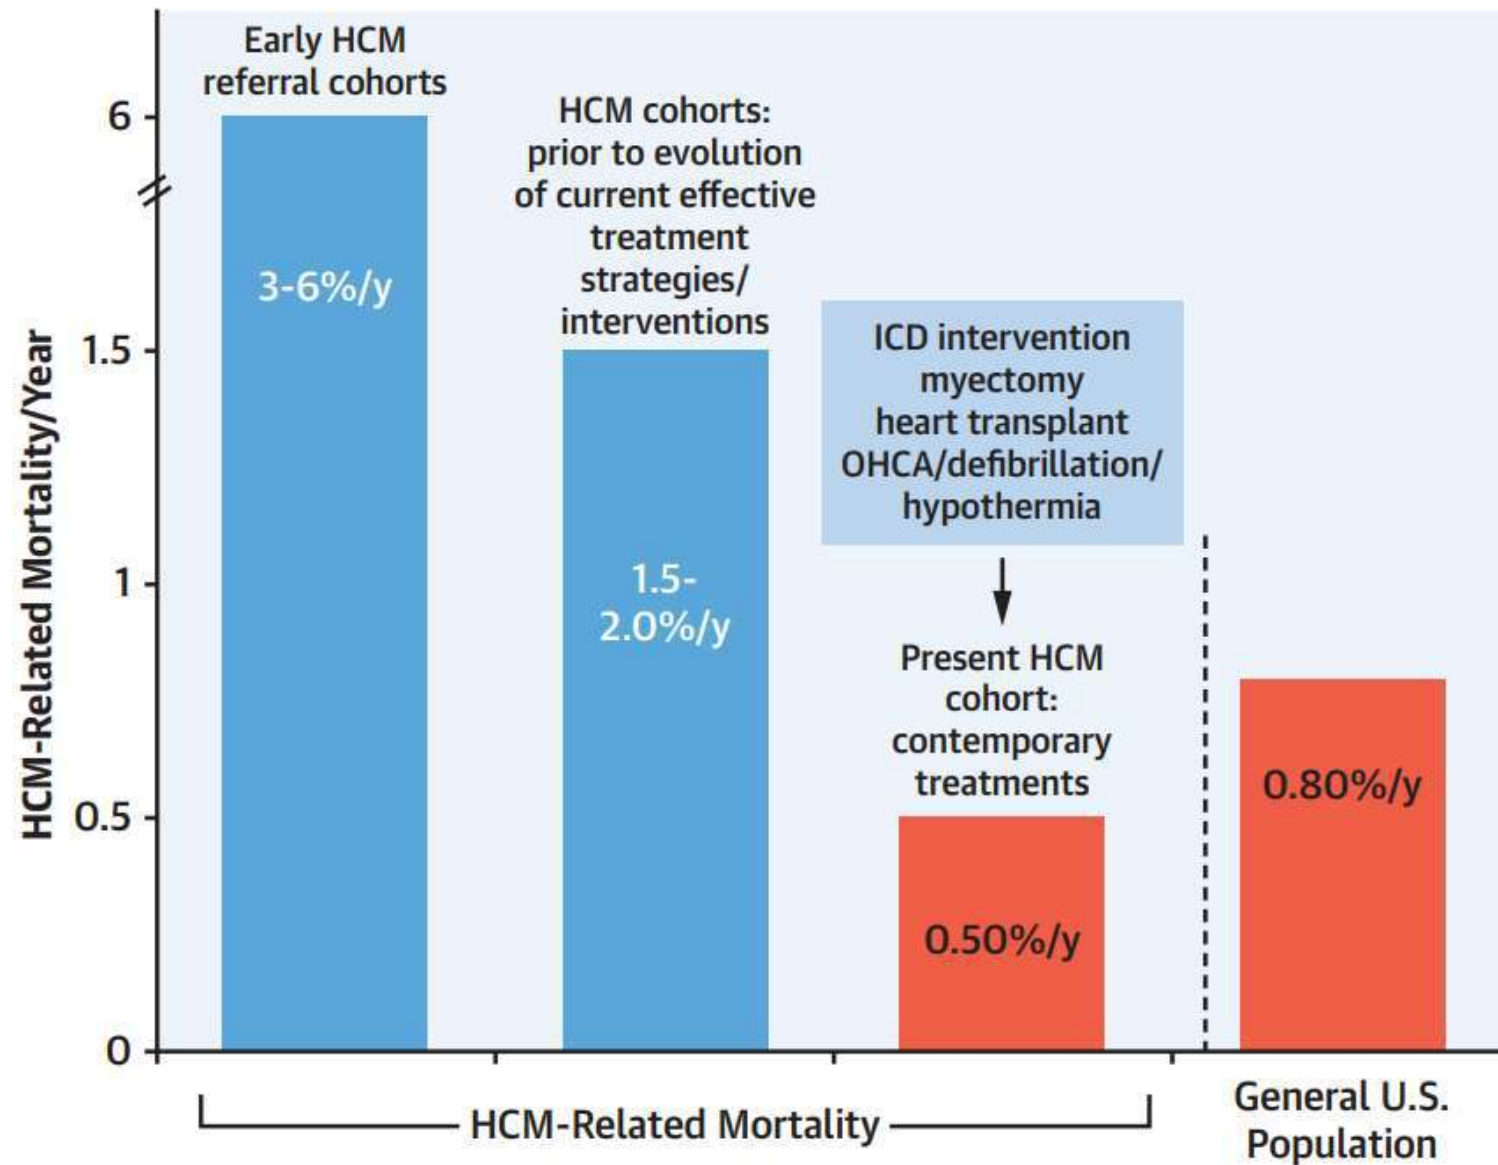 HCM-Related Mortality/Year
6
1.5
1
0.5
0
Early HCM
referral cohorts
3-6%/y
HCM cohorts:
prior to evolution
of current effective
treatment
strategies/
interventions
1.5-
2.0%/y
ICD intervention
myectomy
heart transplant
OHCA/defibrillation/
hypothermia
Present HCM
cohort:
contemporary
treatments
0.50%/y
0.80%/y
HCM-Related Mortality
General U.S.
Population